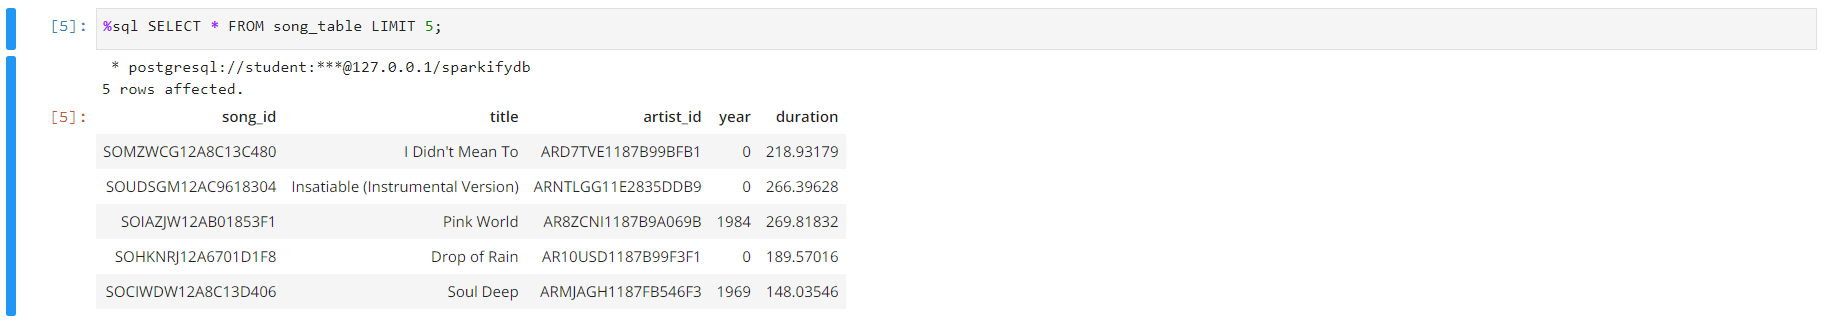 [5]: %sql SELECT * FROM song_table LIMIT 5;
* postgresql://student:***@127.0.0.1/sparkifydb
5 rows affected.
[5]: song_id title artist_id year duration
SOMZWCG12A8C13C480 I Didn't Mean To ARD7TVE1187B99BFB1 0 218.93179
SOUDSGM12AC9618304 Insatiable (Instrumental Version) ARNTLGG11E2835DDB9 0 266.39628
SOIAZJW12AB01853F1 Pink World AR8ZCNI1187B9A069B 1984 269.81832
SOHKNRJ12A6701D1F8 Drop of Rain AR10USD1187B99F3F1 0 189.57016
SOCIWDW12A8C13D406 Soul Deep ARMJAGH1187FB546F3 1969 148.03546